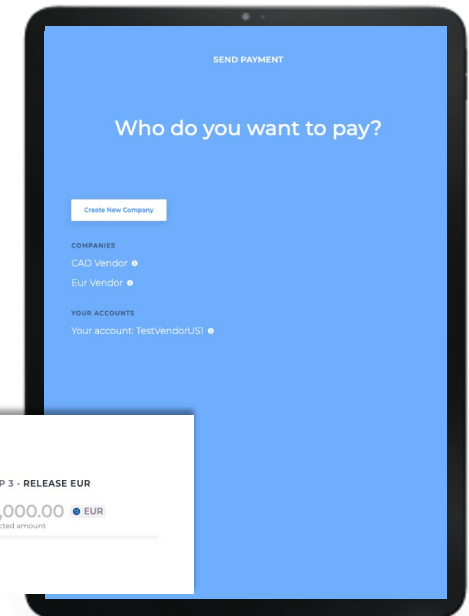 SEND PAYMENT
Who do you want to pay?
Create New Company
COMPANIES
CAD Vendor
Eur Vendor
YOUR ACCOUNTS
Your account: TestVendorUS1
P 3 - RELEASE EUR
,000.00 EUR
cted amount